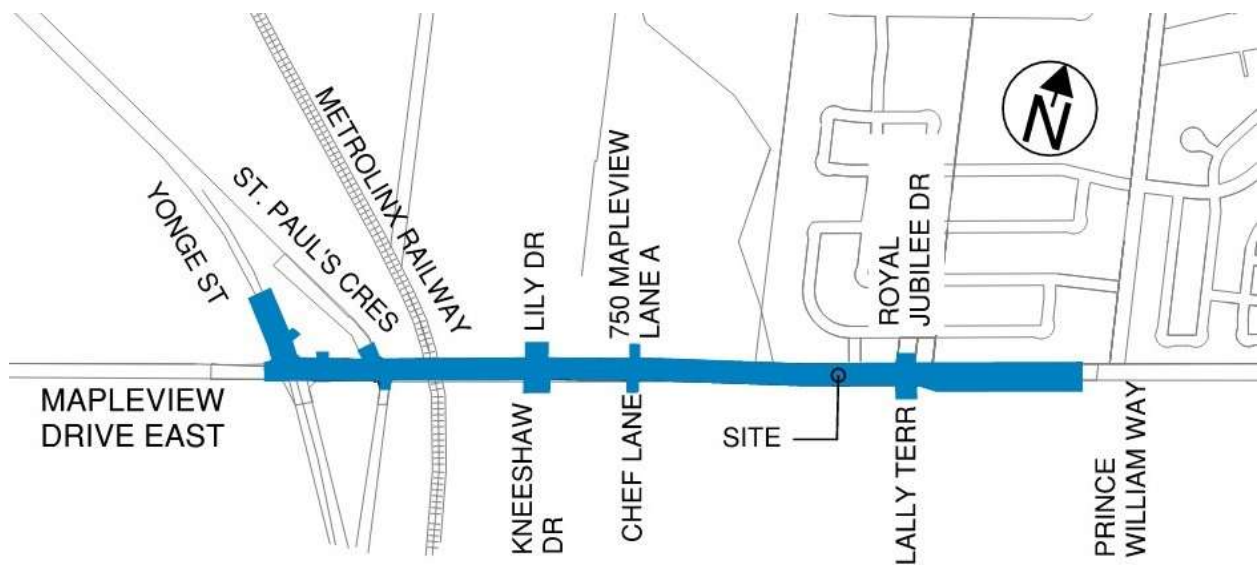 YONGE ST
ST. PAUL'S CRES
METROLINX RAILWAY
LILY DR
750 MAPLEVIEW
LANE A
ROYAL
JUBILEE DR
N
MAPLEVIEW
DRIVE EAST
KNEESHAW
DR
CHEF LANE
SITE
LALLY TERR
PRINCE
WILLIAM WAY